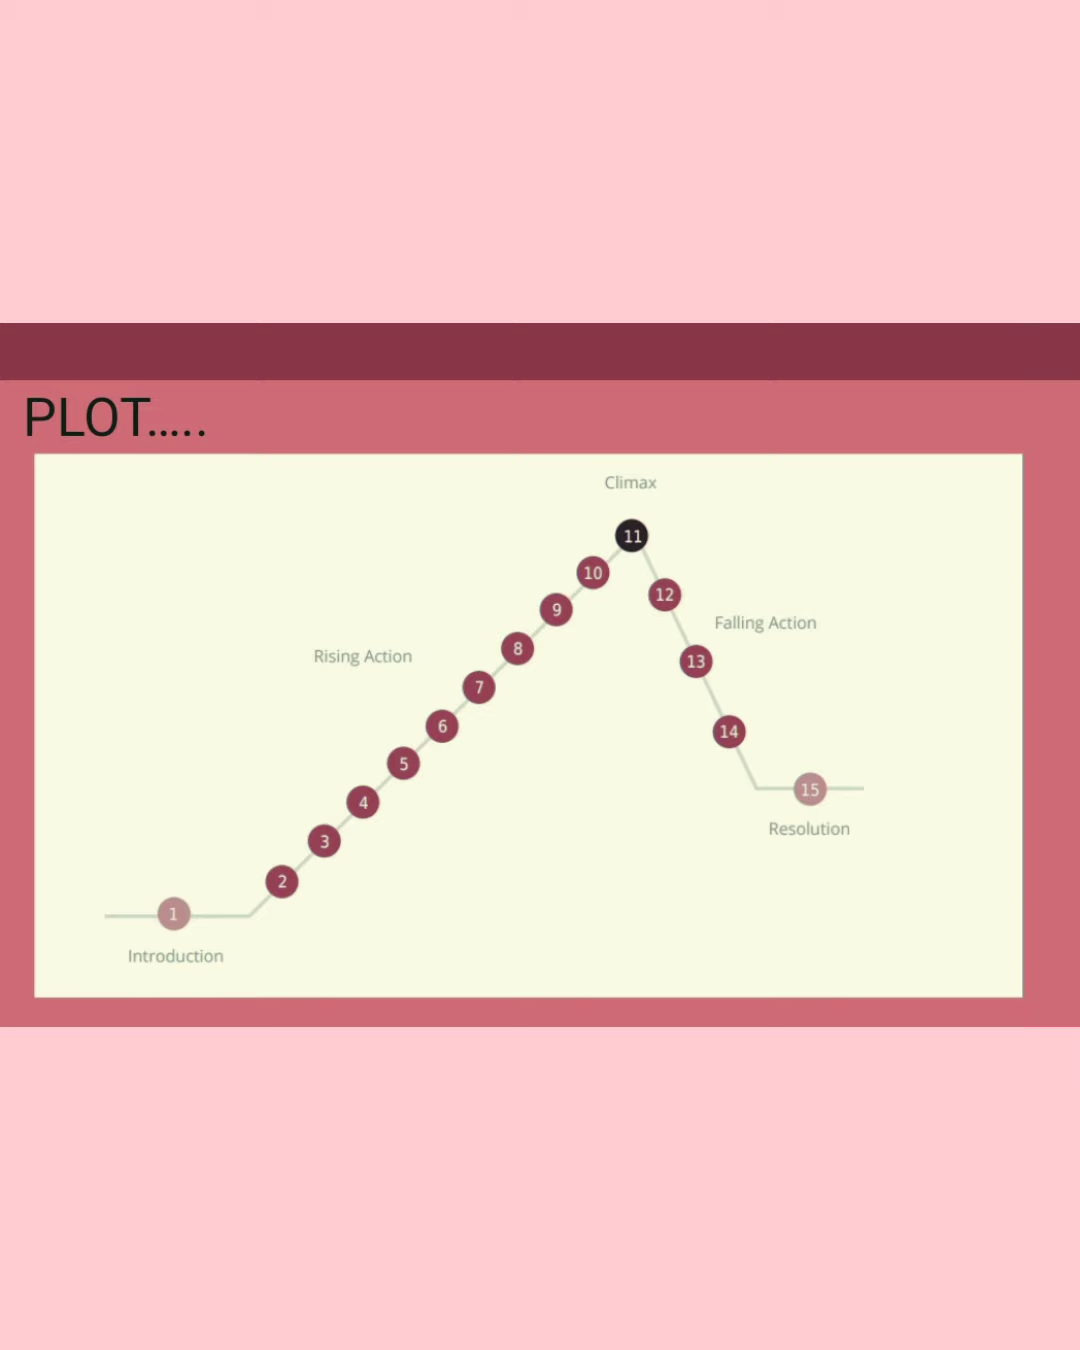 PLOT.....
Climax
11
10
12
9
Falling Action
8
Rising Action
13
7
6
14
5
15
4
Resolution
3
2
1
Introduction